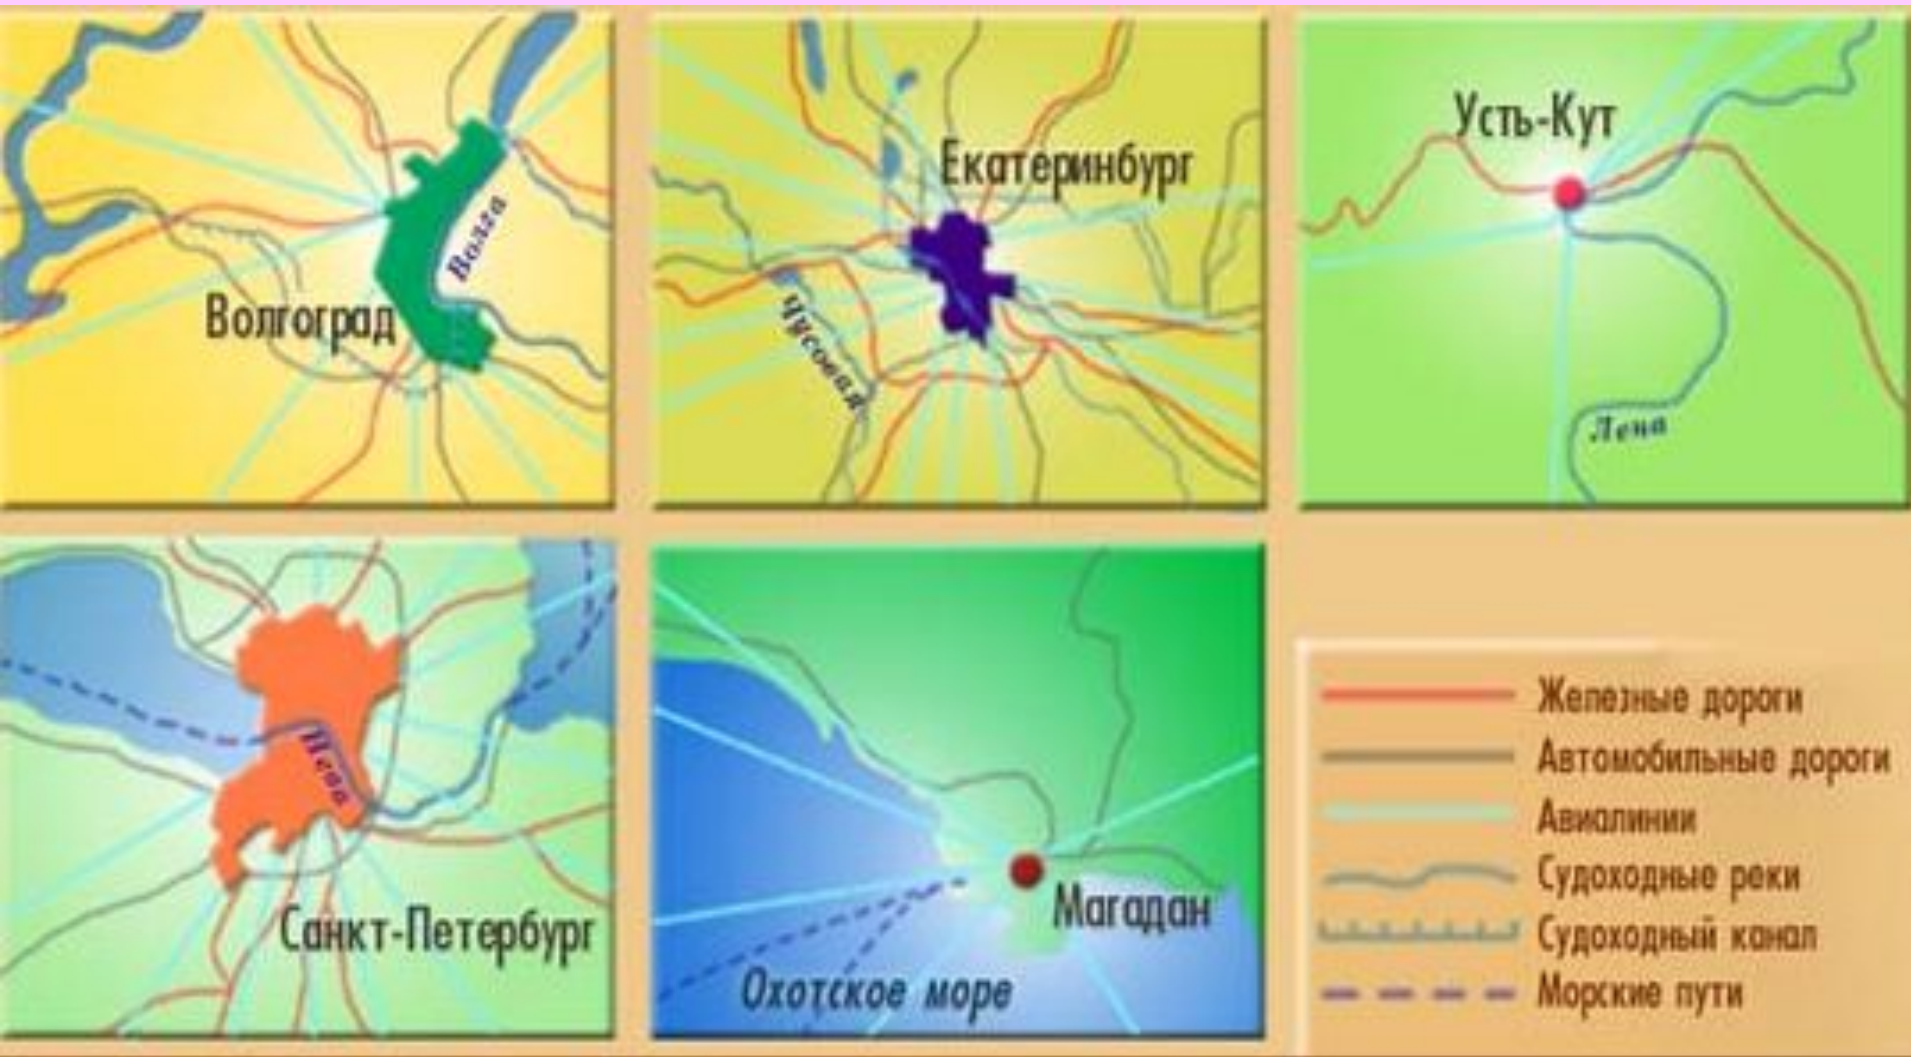 Волгоград
Волга
Екатеринбург
Чусовая
Усть-Кут
Лена
Санкт-Петербург
Нева
Магадан
Охотское море
Железные дороги
Автомобильные дороги
Авиалинии
Судоходные реки
Судоходный канал
Морские пути